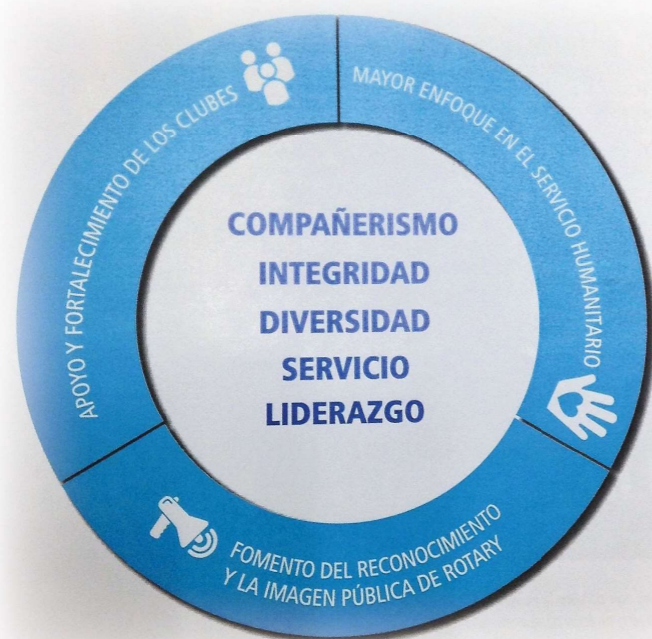 APOYO Y FORTALECIMIENTO DE LOS CLUBES
MAYOR ENFOQUE EN EL SERVICIO HUMANITARIO
COMPAÑERISMO
INTEGRIDAD
DIVERSIDAD
SERVICIO
LIDERAZGO
FOMENTO DEL RECONOCIMIENTO
Y LA IMAGEN PÚBLICA DE ROTARY